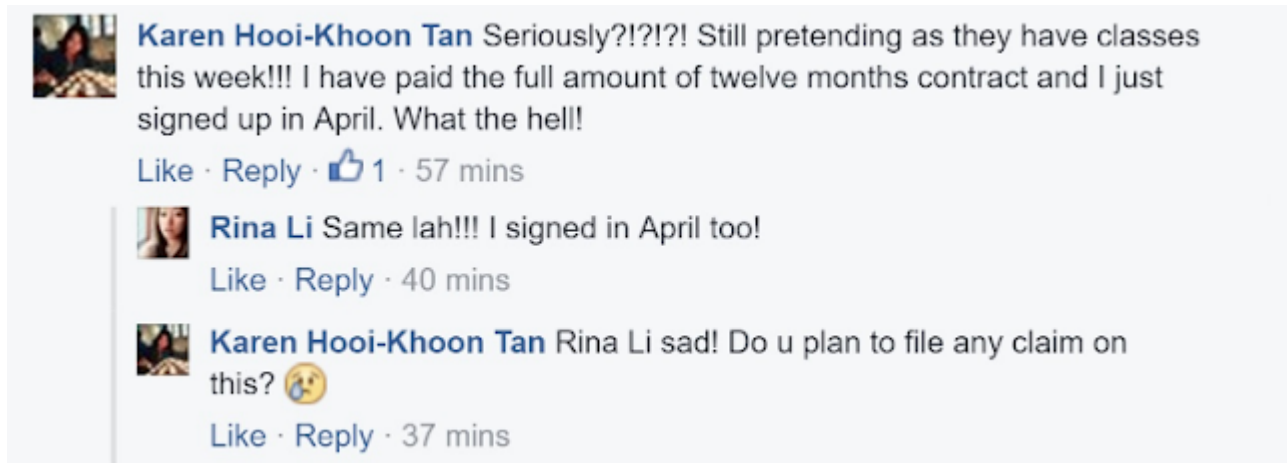 Karen Hooi-Khoon Tan Seriously?!?!?! Still pretending as they have classes
this week!!! I have paid the full amount of twelve months contract and I just
signed up in April. What the hell!
Like · Reply · 1 · 57 mins
Rina Li Same lah!!! I signed in April too!
Like · Reply · 40 mins
Karen Hooi-Khoon Tan Rina Li sad! Do u plan to file any claim on
this? 😢
Like · Reply · 37 mins